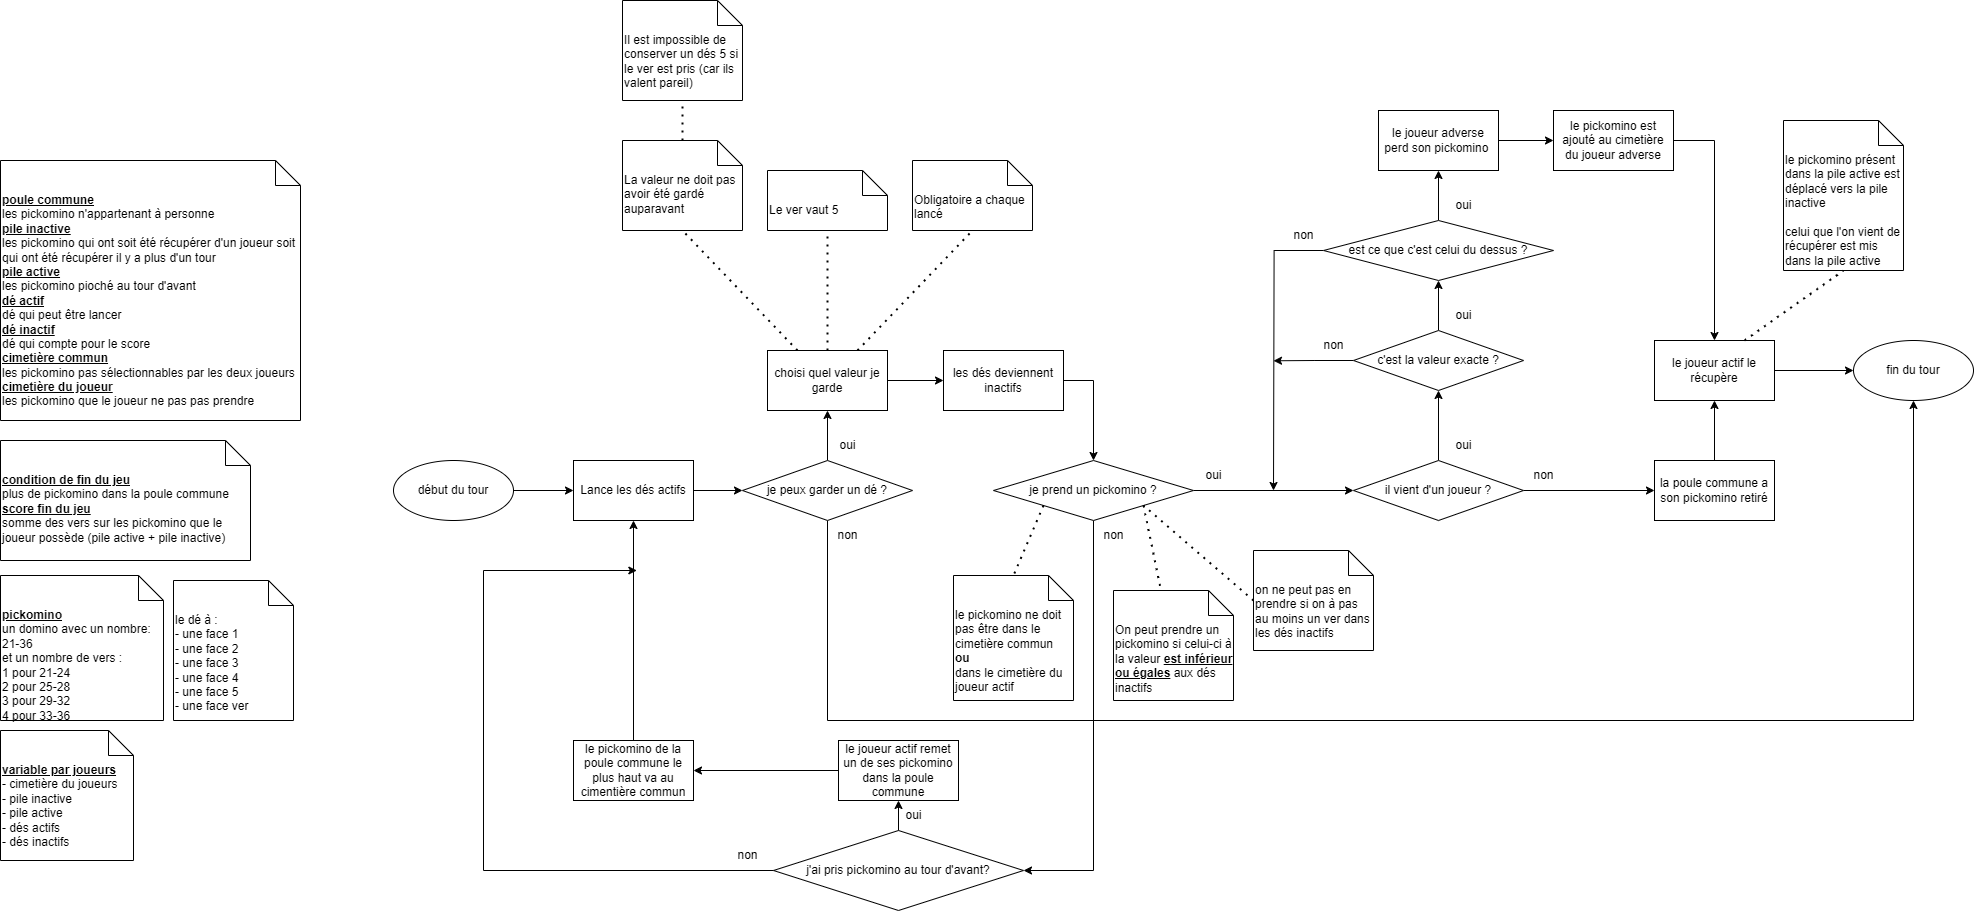 Il est impossible de
conserver un dés 5 si
le ver est pris (car ils
valent pareil)
La valeur ne doit pas
avoir été gardé
auparavant
Le ver vaut 5
Obligatoire a chaque
lancé
poule commune
les pickomino n'appartenant à personne
pile inactive
les pickomino qui ont soit été récupérer d'un joueur soit
qui ont été récupérer il y a plus d'un tour
pile active
les pickomino pioché au tour d'avant
dé actif
dé qui peut être lancer
dé inactif
dé qui compte pour le score
cimetière commun
les pickomino pas sélectionnables par les deux joueurs
cimetière du joueur
les pickomino que le joueur ne pas pas prendre
condition de fin du jeu
plus de pickomino dans la poule commune
score fin du jeu
somme des vers sur les pickomino que le
joueur possède (pile active + pile inactive)
pickomino
un domino avec un nombre:
21-36
et un nombre de vers :
1 pour 21-24
2 pour 25-28
3 pour 29-32
4 pour 33-36
le dé à :
- une face 1
- une face 2
- une face 3
- une face 4
- une face 5
- une face ver
variable par joueurs
- cimetière du joueurs
- pile inactive
- pile active
- dés actifs
- dés inactifs
début du tour
Lance les dés actifs
je peux garder un dé ?
oui
non
choisi quel valeur je
garde
les dés deviennent
inactifs
je prend un pickomino ?
oui
non
le pickomino ne doit
pas être dans le
cimetière commun
ou
dans le cimetière du
joueur actif
On peut prendre un
pickomino si celui-ci à
la valeur est inférieur
ou égales aux dés
inactifs
on ne peut pas en
prendre si on à pas
au moins un ver dans
les dés inactifs
il vient d'un joueur ?
oui
non
c'est la valeur exacte ?
oui
non
est ce que c'est celui du dessus ?
oui
non
le joueur adverse
perd son pickomino
le pickomino est
ajouté au cimetière
du joueur adverse
le pickomino présent
dans la pile active est
déplacé vers la pile
inactive
celui que l'on vient de
récupérer est mis
dans la pile active
le joueur actif le
récupère
fin du tour
la poule commune a
son pickomino retiré
le pickomino de la
poule commune le
plus haut va au
cimentière commun
le joueur actif remet
un de ses pickomino
dans la poule
commune
oui
non
j'ai pris pickomino au tour d'avant?